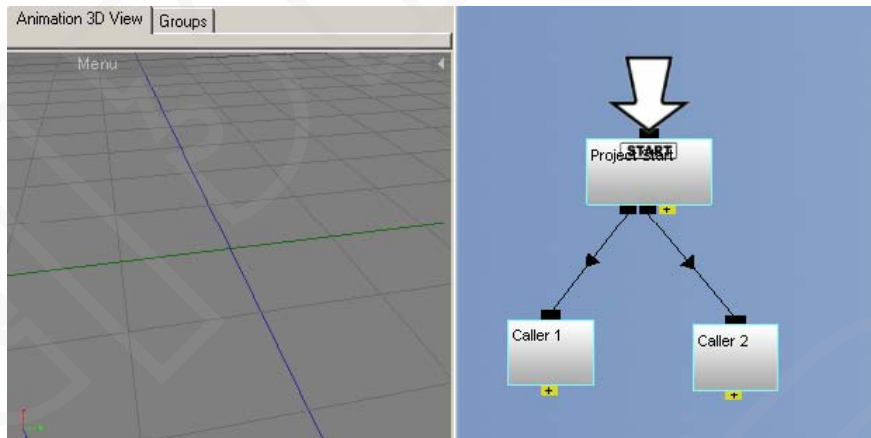 Animation 3D View
Groups
Menu
START
Project Start
Caller 1
Caller 2